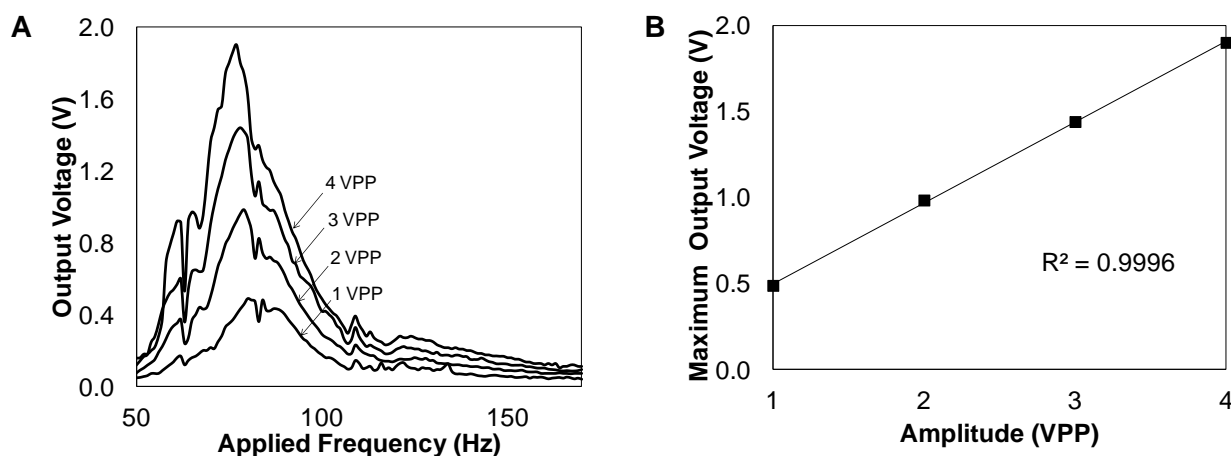 A
Output Voltage (V)
2.0
1.6
1.2
0.8
0.4
0.0
4 VPP
3 VPP
2 VPP
1 VPP
50
100
150
Applied Frequency (Hz)
B
Maximum Output Voltage (V)
2.0
1.5
1.0
0.5
0.0
R² = 0.9996
1
2
3
4
Amplitude (VPP)